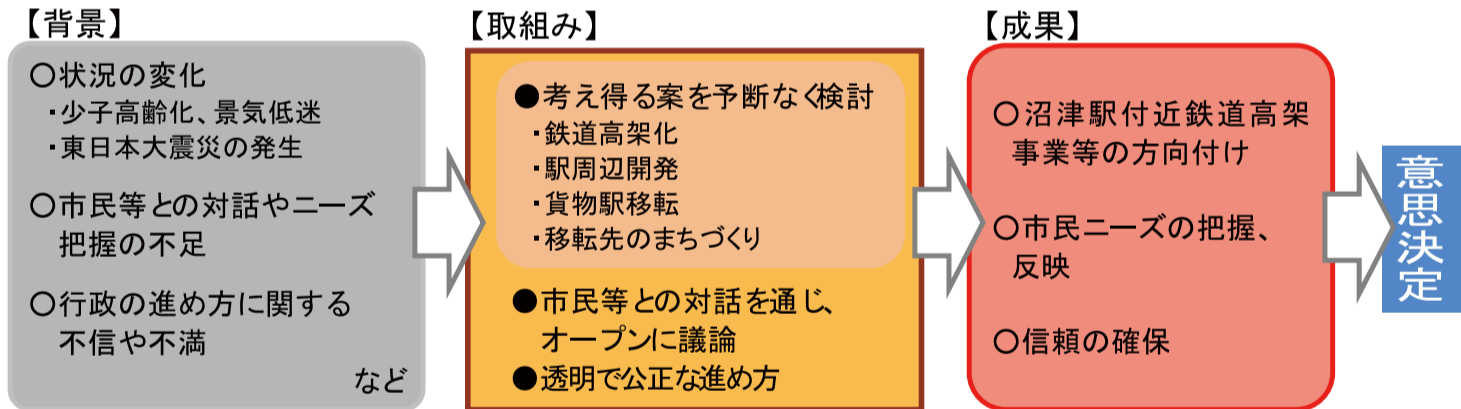 【背景】
〇状況の変化
・少子高齢化、景気低迷
・東日本大震災の発生
〇市民等との対話やニーズ
把握の不足
〇行政の進め方に関する
不信や不満
など
【取組み】
●考え得る案を予断なく検討
・鉄道高架化
・駅周辺開発
・貨物駅移転
・移転先のまちづくり
●市民等との対話を通じ、
オープンに議論
●透明で公正な進め方
【成果】
〇沼津駅付近鉄道高架
事業等の方向付け
〇市民ニーズの把握、
反映
〇信頼の確保
意思決定